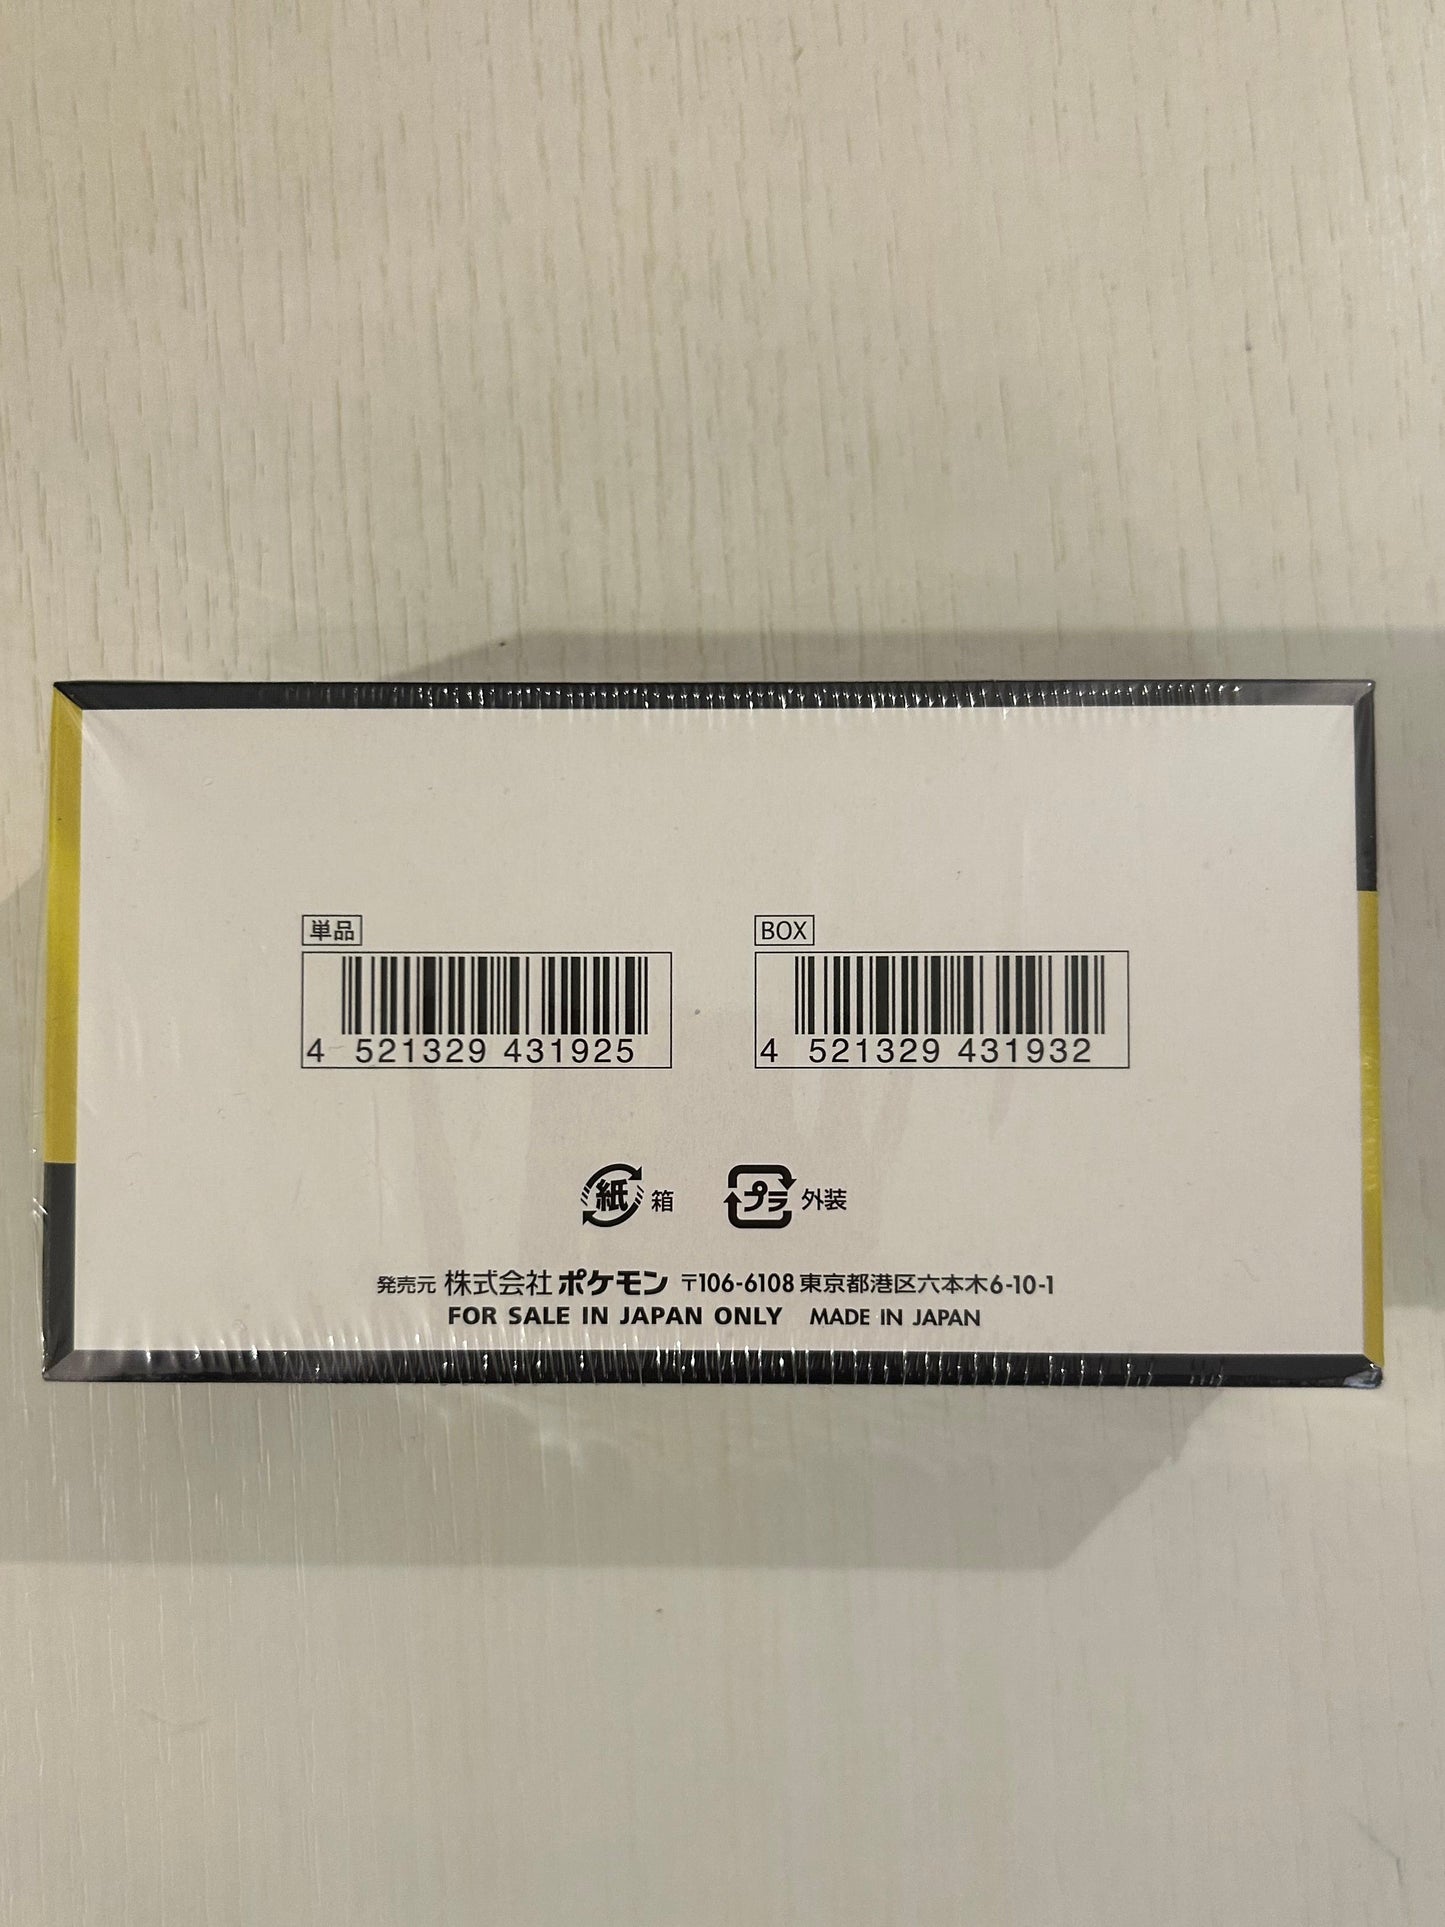 単品 BOX
4 521329 431925 4 521329 431932
紙 箱 プラ 外装
発売元 株式会社ポケモン 〒106-6108 東京都港区六本木6-10-1
FOR SALE IN JAPAN ONLY MADE IN JAPAN